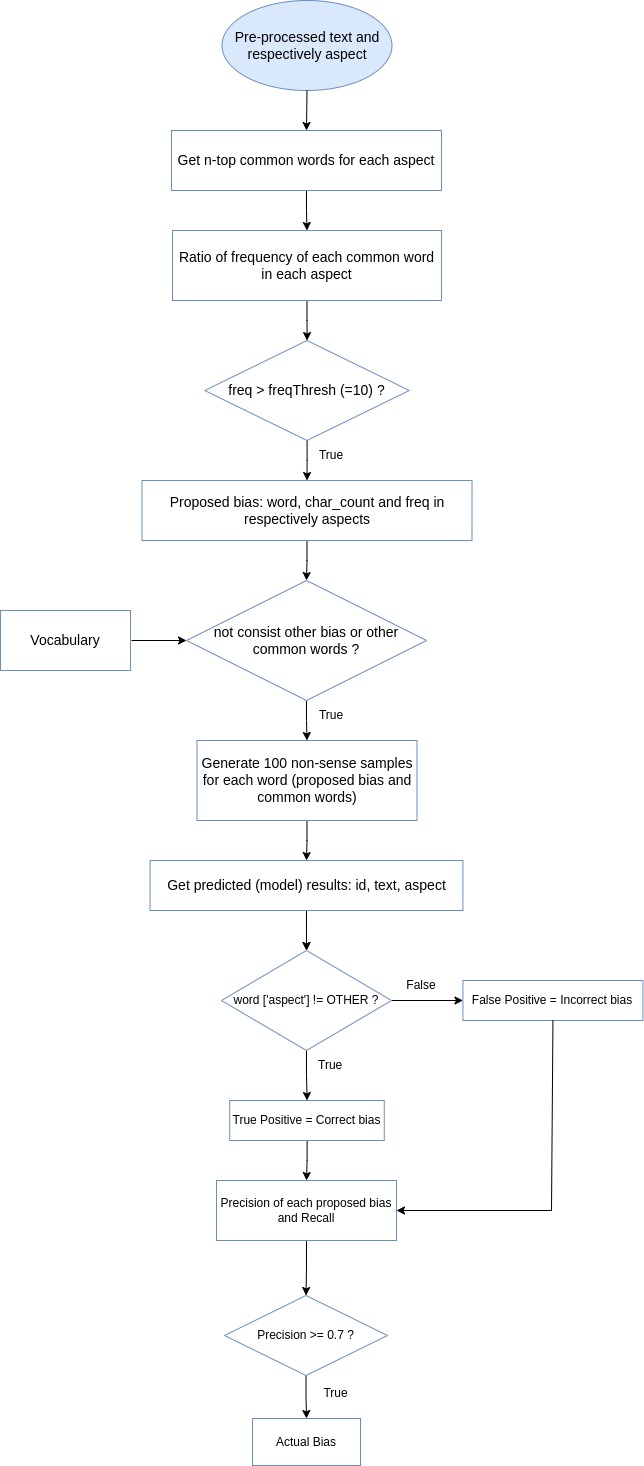 Pre-processed text and
respectively aspect
Get n-top common words for each aspect
Ratio of frequency of each common word
in each aspect
freq > freqThresh (=10) ?
True
Proposed bias: word, char_count and freq in
respectively aspects
Vocabulary
not consist other bias or other
common words ?
True
Generate 100 non-sense samples
for each word (proposed bias and
common words)
Get predicted (model) results: id, text, aspect
word ['aspect'] != OTHER ?
False
False Positive = Incorrect bias
True
True Positive = Correct bias
Precision of each proposed bias
and Recall
Precision >= 0.7 ?
True
Actual Bias